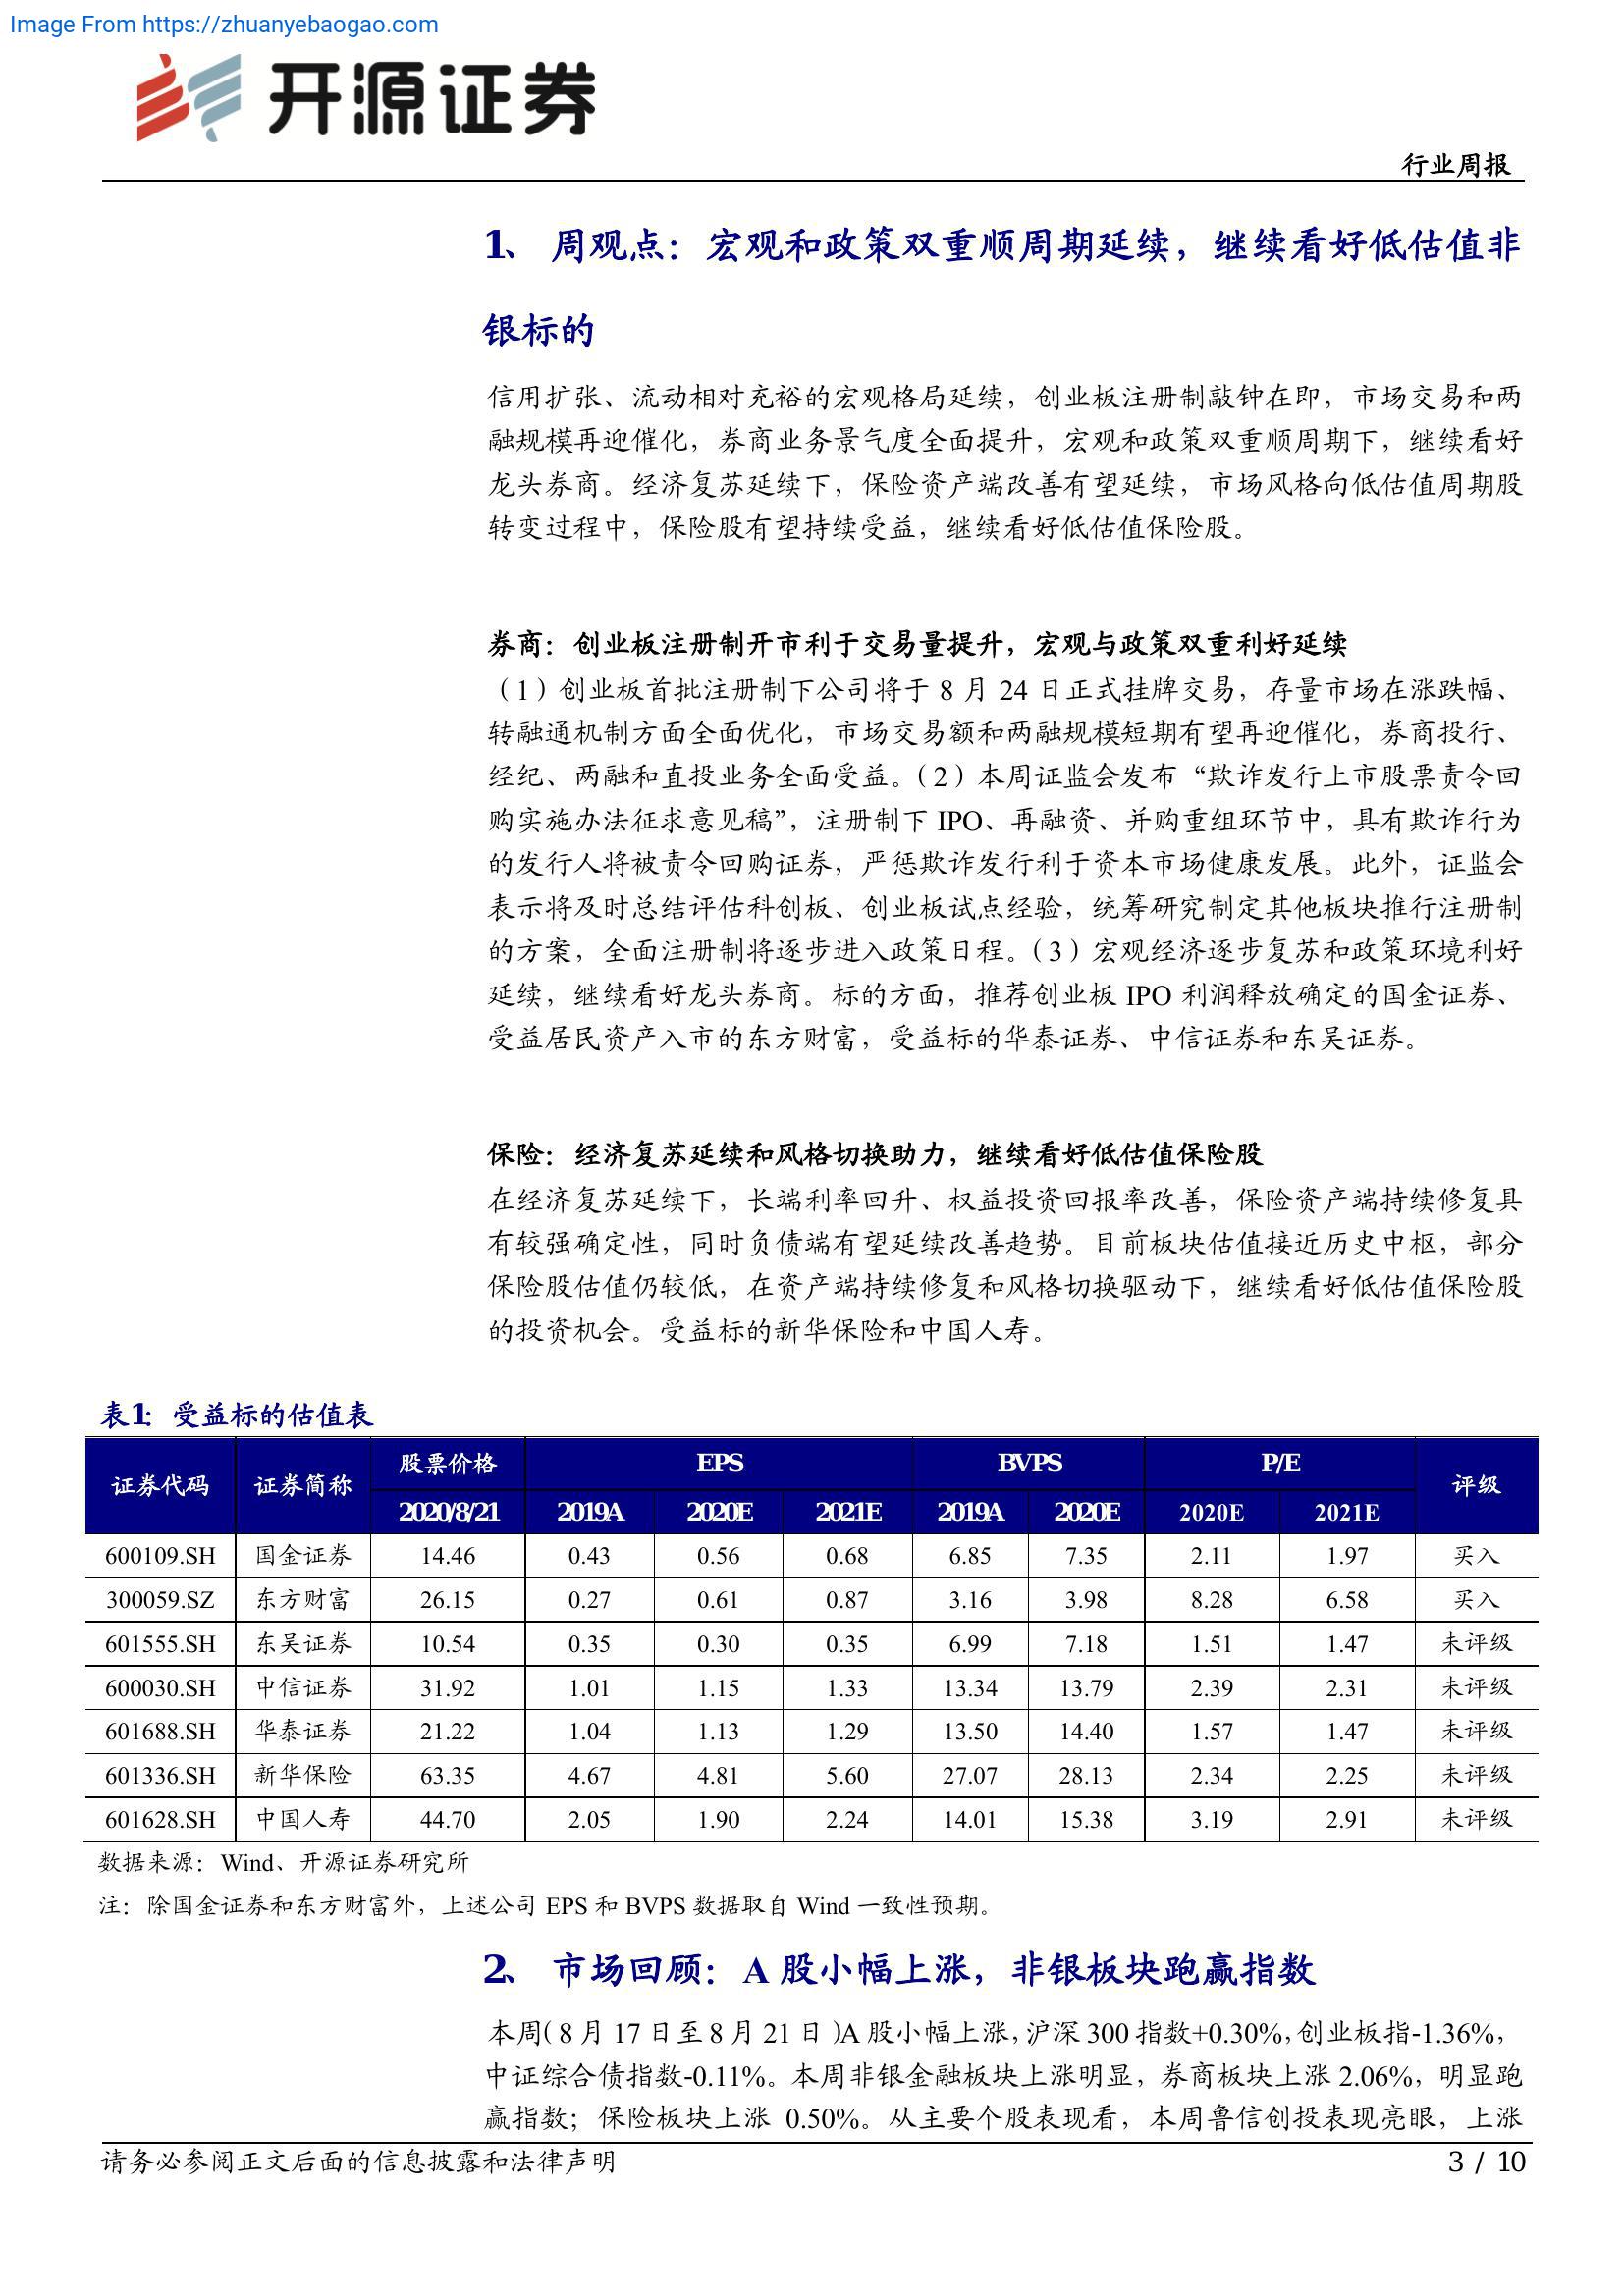 Image From https://zhuanyebaogao.com
开源证券
行业周报
1、 周观点：宏观和政策双重顺周期延续，继续看好低估值非
银标的
信用扩张、流动相对充裕的宏观格局延续，创业板注册制敲钟在即，市场交易和两
融规模再迎催化，券商业务景气度全面提升，宏观和政策双重顺周期下，继续看好
龙头券商。经济复苏延续下，保险资产端改善有望延续，市场风格向低估值周期股
转变过程中，保险股有望持续受益，继续看好低估值保险股。
券商：创业板注册制开市利于交易量提升，宏观与政策双重利好延续
（1）创业板首批注册制下公司将于 8 月 24 日正式挂牌交易，存量市场在涨跌幅、
转融通机制方面全面优化，市场交易额和两融规模短期有望再迎催化，券商投行、
经纪、两融和直投业务全面受益。（2）本周证监会发布“欺诈发行上市股票责令回
购实施办法征求意见稿”，注册制下 IPO、再融资、并购重组环节中，具有欺诈行为
的发行人将被责令回购证券，严惩欺诈发行利于资本市场健康发展。此外，证监会
表示将及时总结评估科创板、创业板试点经验，统筹研究制定其他板块推行注册制
的方案，全面注册制将逐步进入政策日程。（3）宏观经济逐步复苏和政策环境利好
延续，继续看好龙头券商。标的方面，推荐创业板 IPO 利润释放确定的国金证券、
受益居民资产入市的东方财富，受益标的华泰证券、中信证券和东吴证券。
保险：经济复苏延续和风格切换助力，继续看好低估值保险股
在经济复苏延续下，长端利率回升、权益投资回报率改善，保险资产端持续修复具
有较强确定性，同时负债端有望延续改善趋势。目前板块估值接近历史中枢，部分
保险股估值仍较低，在资产端持续修复和风格切换驱动下，继续看好低估值保险股
的投资机会。受益标的新华保险和中国人寿。
表1：受益标的估值表
证券代码 证券简称 股票价格 EPS BVPS P/E 评级
2020/8/21 2019A 2020E 2021E 2019A 2020E 2020E 2021E
600109.SH 国金证券 14.46 0.43 0.56 0.68 6.85 7.35 2.11 1.97 买入
300059.SZ 东方财富 26.15 0.27 0.61 0.87 3.16 3.98 8.28 6.58 买入
601555.SH 东吴证券 10.54 0.35 0.30 0.35 6.99 7.18 1.51 1.47 未评级
600030.SH 中信证券 31.92 1.01 1.15 1.33 13.34 13.79 2.39 2.31 未评级
601688.SH 华泰证券 21.22 1.04 1.13 1.29 13.50 14.40 1.57 1.47 未评级
601336.SH 新华保险 63.35 4.67 4.81 5.60 27.07 28.13 2.34 2.25 未评级
601628.SH 中国人寿 44.70 2.05 1.90 2.24 14.01 15.38 3.19 2.91 未评级
数据来源：Wind、开源证券研究所
注：除国金证券和东方财富外，上述公司 EPS 和 BVPS 数据取自 Wind 一致性预期。
2、 市场回顾：A 股小幅上涨，非银板块跑赢指数
本周（8 月 17 日至 8 月 21 日）A 股小幅上涨，沪深 300 指数+0.30%，创业板指-1.36%，
中证综合债指数-0.11%。本周非银金融板块上涨明显，券商板块上涨 2.06%，明显跑
赢指数；保险板块上涨 0.50%。从主要个股表现看，本周鲁信创投表现亮眼，上涨
请务必参阅正文后面的信息披露和法律声明
3 / 10